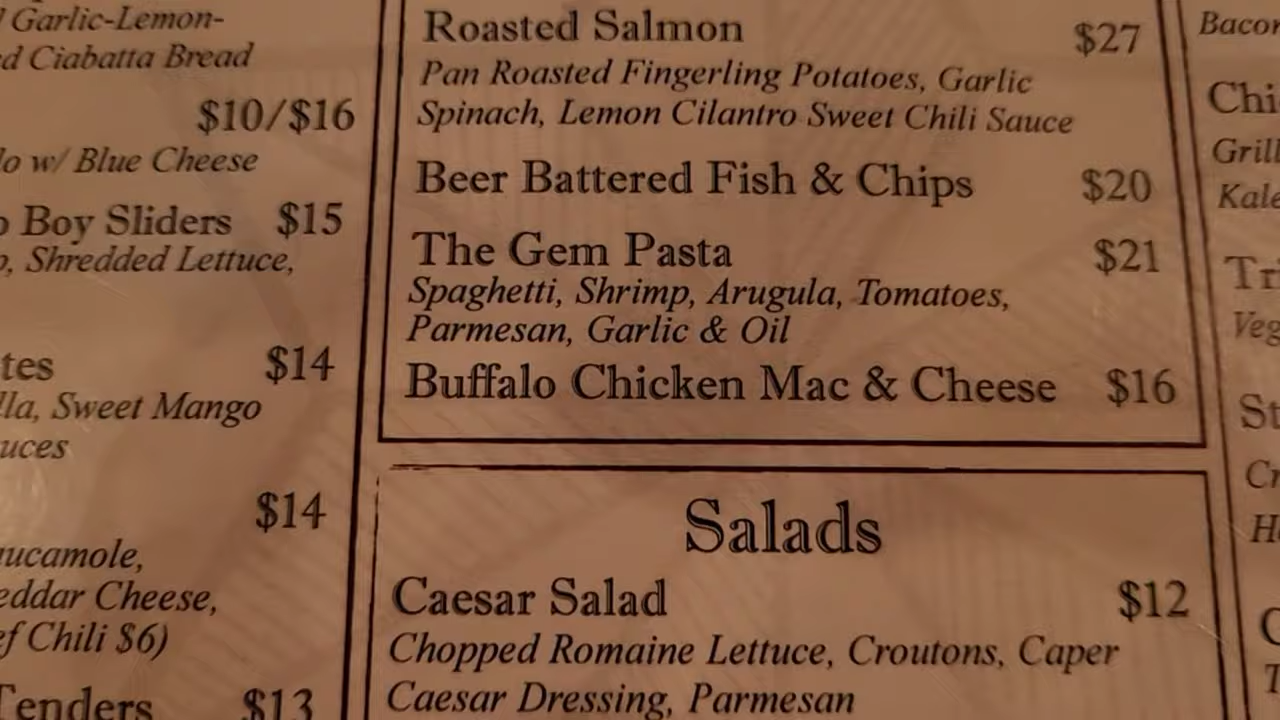 Garlic-Lemon-
Ciabatta Bread
$10/$16
w/ Blue Cheese
Boy Sliders $15
Shredded Lettuce,
$14
Sweet Mango
$14
Cheese,
Chili $6)
Tenders $13
Roasted Salmon $27
Pan Roasted Fingerling Potatoes, Garlic
Spinach, Lemon Cilantro Sweet Chili Sauce
Beer Battered Fish & Chips $20
The Gem Pasta $21
Spaghetti, Shrimp, Arugula, Tomatoes,
Parmesan, Garlic & Oil
Buffalo Chicken Mac & Cheese $16
Salads
Caesar Salad $12
Chopped Romaine Lettuce, Croutons, Caper
Caesar Dressing, Parmesan
Bacon
Kale